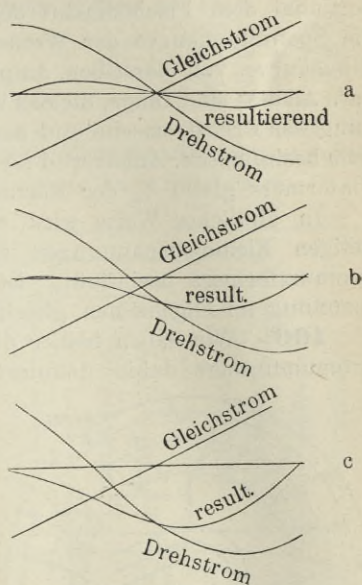 Gleichstrom
a
resultierend
Drehstrom
Gleichstrom
b
result.
Drehstrom
Gleichstrom
c
result.
Drehstrom